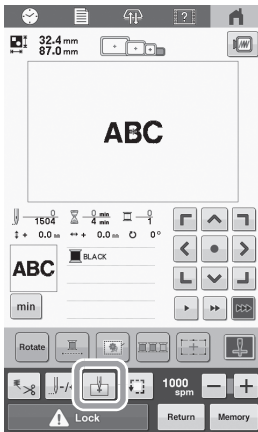 ?
32.4 mm
87.0 mm
ABC
0
1504
0 min
4 min
0
1
+ 0.0 mm
+ 0.0 mm
0°
ABC
BLACK
min
Rotate
1000
spm
− +
Lock
Return
Memory